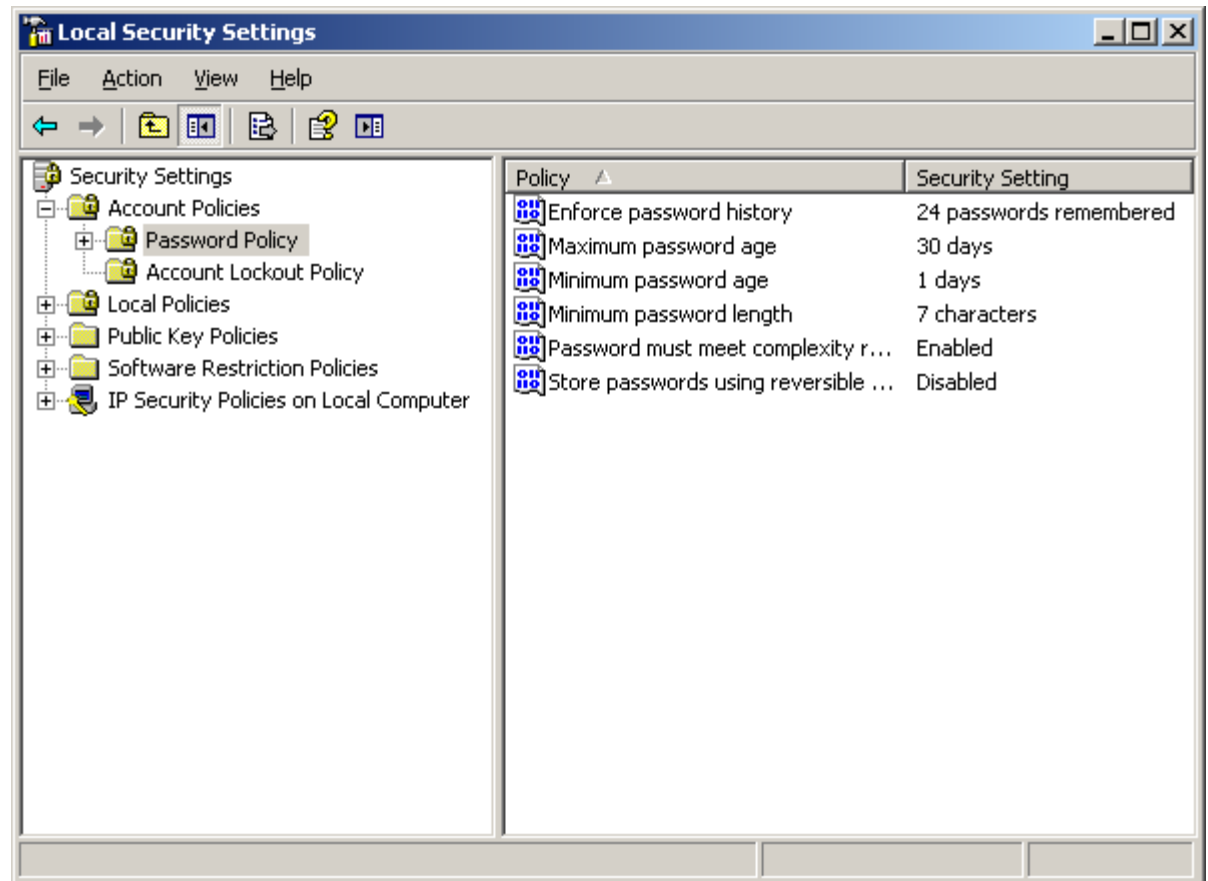 Local Security Settings
File Action View Help
Security Settings
Account Policies
Password Policy
Account Lockout Policy
Local Policies
Public Key Policies
Software Restriction Policies
IP Security Policies on Local Computer
Policy Security Setting
Enforce password history 24 passwords remembered
Maximum password age 30 days
Minimum password age 1 days
Minimum password length 7 characters
Password must meet complexity r... Enabled
Store passwords using reversible ... Disabled